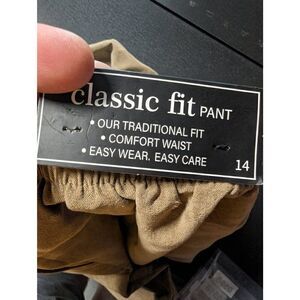 classic fit PANT
• OUR TRADITIONAL FIT
• COMFORT WAIST
• EASY WEAR. EASY CARE
14